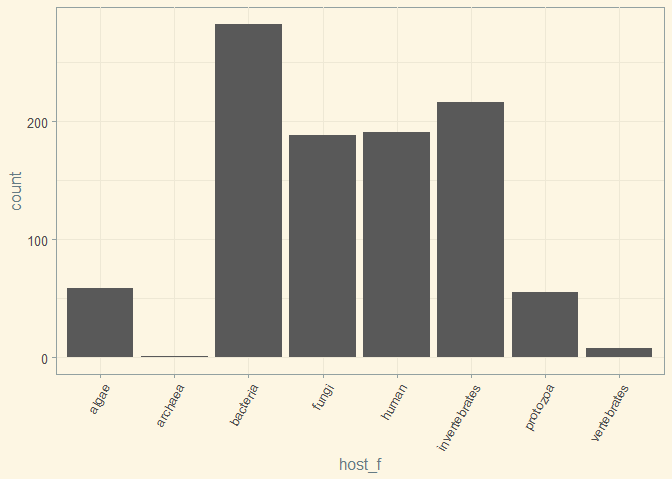 count
200
100
0
algae
archaea
bacteria
fungi
human
invertebrates
protozoa
vertebrates
host_f